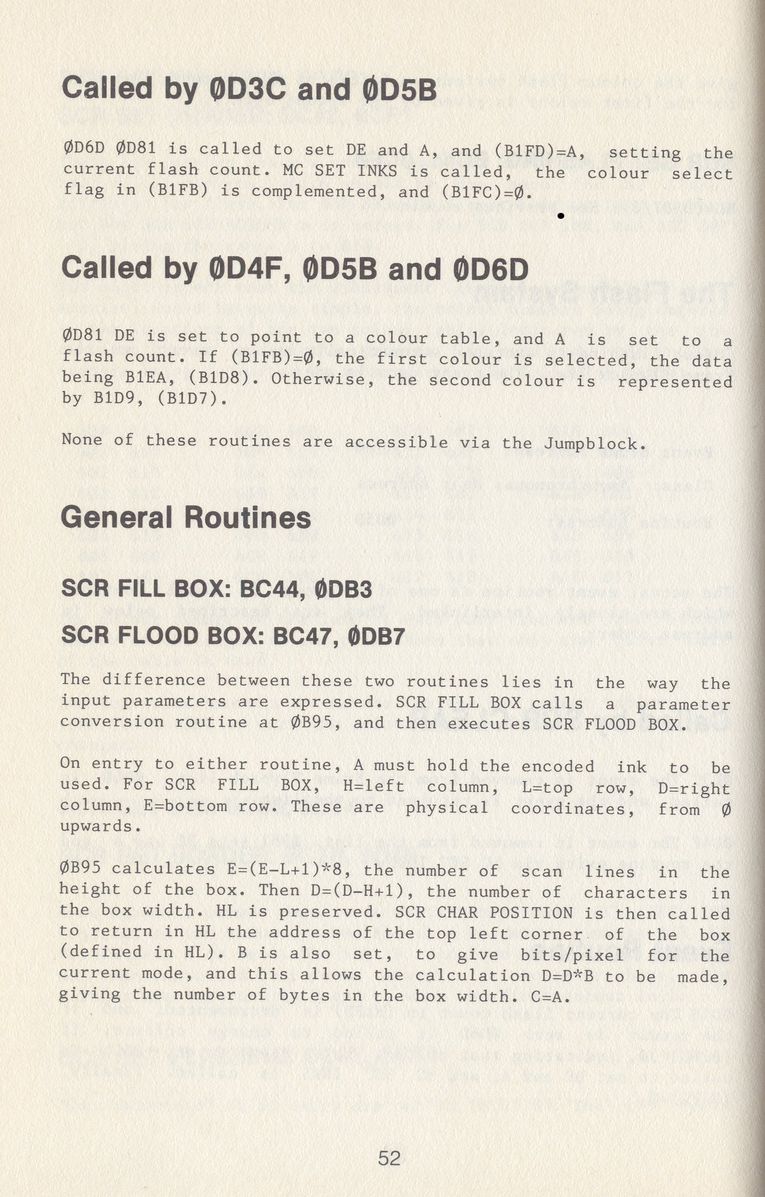 Called by ØD3C and ØD5B
ØD6D ØD81 is called to set DE and A, and (B1FD)=A, setting the
current flash count. MC SET INKS is called, the colour select
flag in (B1FB) is complemented, and (B1FC)=Ø.
Called by ØD4F, ØD5B and ØD6D
ØD81 DE is set to point to a colour table, and A is set to a
flash count. If (B1FB)=Ø, the first colour is selected, the data
being B1EA, (B1D8). Otherwise, the second colour is represented
by B1D9, (B1D7).
None of these routines are accessible via the Jumpblock.
General Routines
SCR FILL BOX: BC44, ØDB3
SCR FLOOD BOX: BC47, ØDB7
The difference between these two routines lies in the way the
input parameters are expressed. SCR FILL BOX calls a parameter
conversion routine at ØB95, and then executes SCR FLOOD BOX.
On entry to either routine, A must hold the encoded ink to be
used. For SCR FILL BOX, H=left column, L=top row, D=right
column, E=bottom row. These are physical coordinates, from Ø
upwards.
ØB95 calculates E=(E-L+1)*8, the number of scan lines in the
height of the box. Then D=(D-H+1), the number of characters in
the box width. HL is preserved. SCR CHAR POSITION is then called
to return in HL the address of the top left corner of the box
(defined in HL). B is also set, to give bits/pixel for the
current mode, and this allows the calculation D=D*B to be made,
giving the number of bytes in the box width. C=A.
52